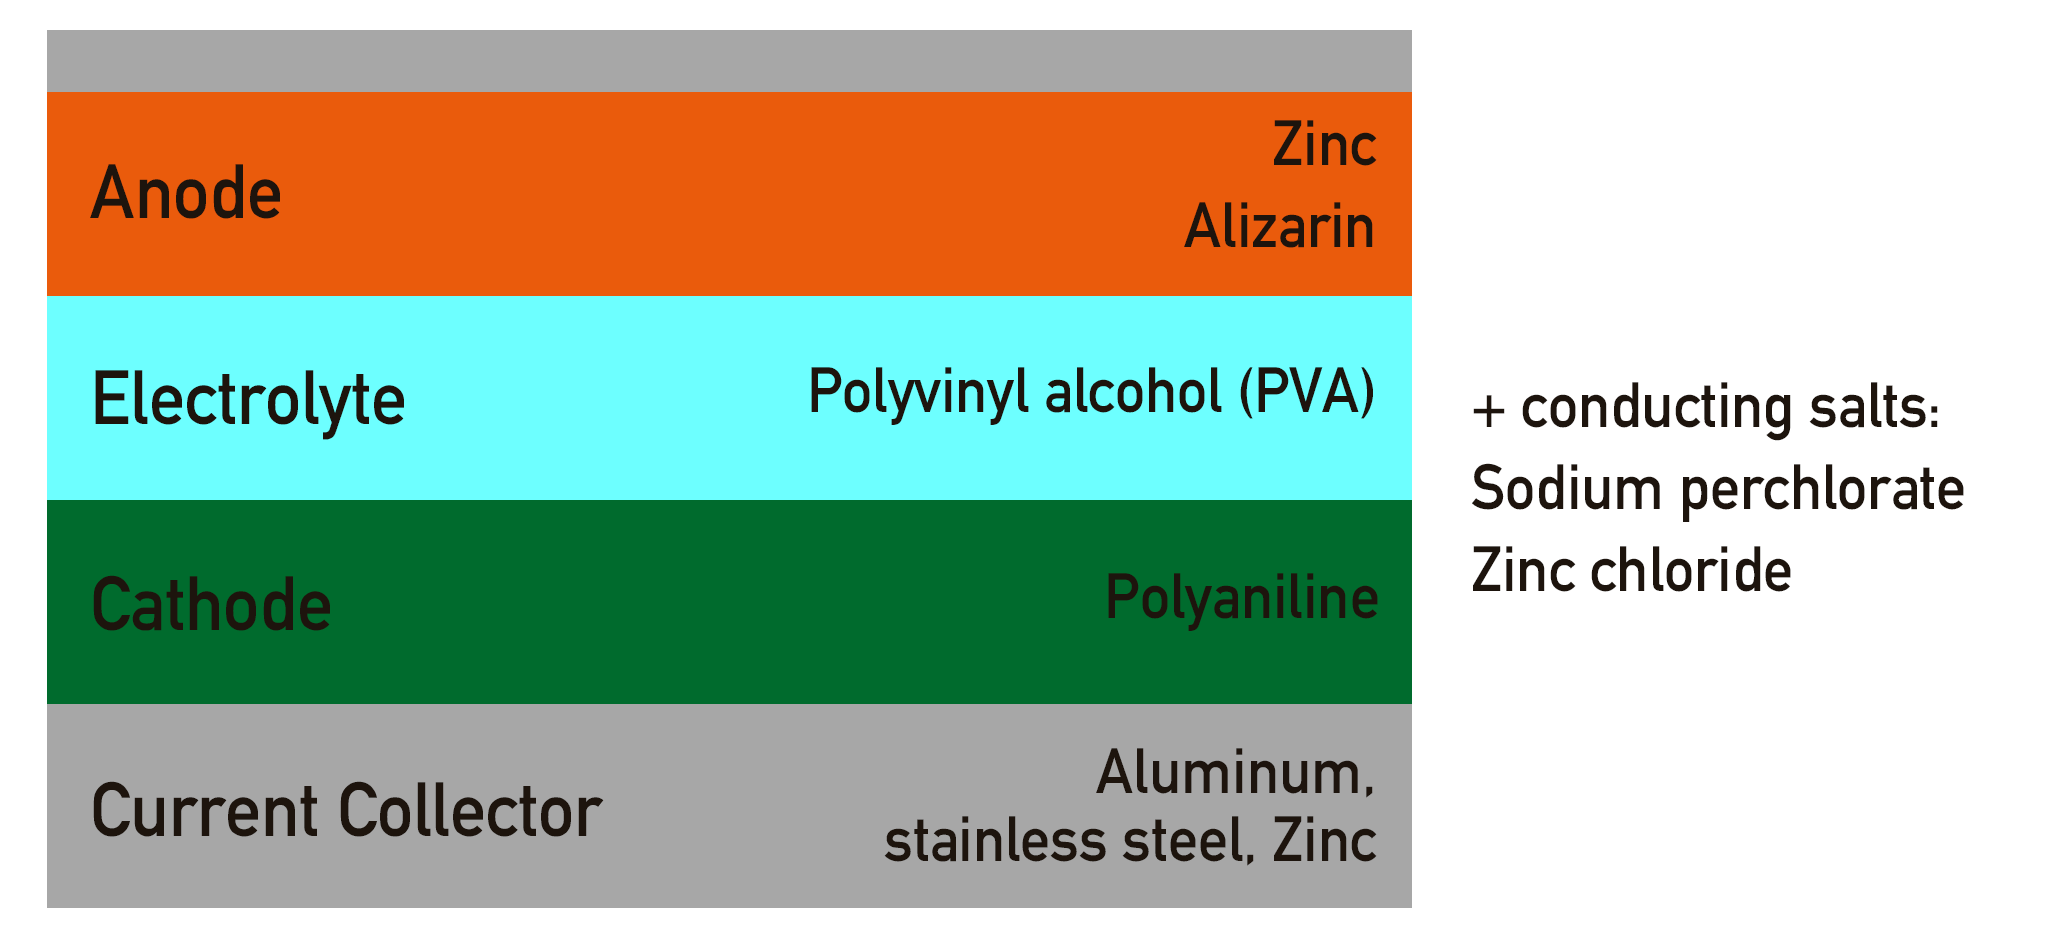 Anode
Zinc
Alizarin
Electrolyte
Polyvinyl alcohol (PVA)
+ conducting salts:
Sodium perchlorate
Zinc chloride
Cathode
Polyaniline
Current Collector
Aluminum,
stainless steel, Zinc